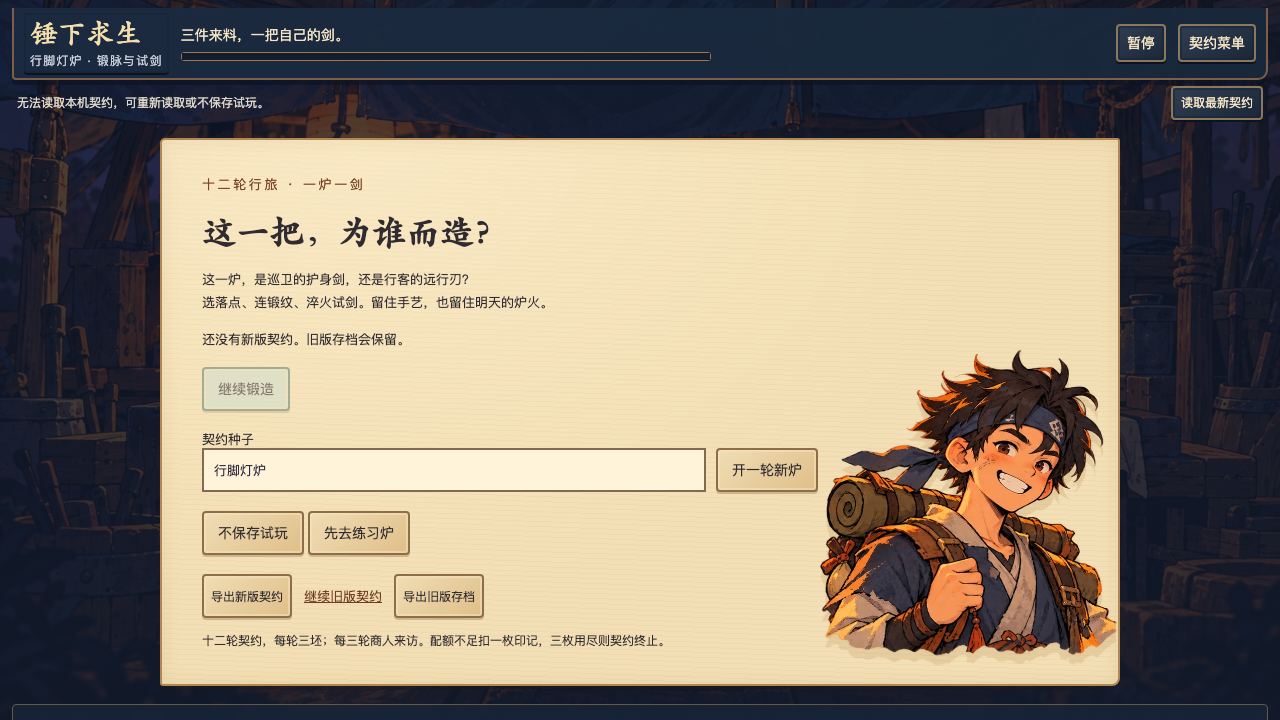 锤下求生
行脚灯炉 · 锻脉与试剑
三件来料，一把自己的剑。
暂停
契约菜单
无法读取本机契约，可重新读取或不保存试玩。
读取最新契约
十二轮行旅 · 一炉一剑
这一把，为谁而造？
这一炉，是巡卫的护身剑，还是行客的远行刃？
选落点、连锻纹、淬火试剑。留住手艺，也留住明天的炉火。
还没有新版契约。旧版存档会保留。
继续锻造
契约种子
行脚灯炉
开一轮新炉
不保存试玩
先去练习炉
导出新版契约
继续旧版契约
导出旧版存档
十二轮契约，每轮三坯；每三轮商人来访。配额不足扣一枚印记，三枚用尽则契约终止。